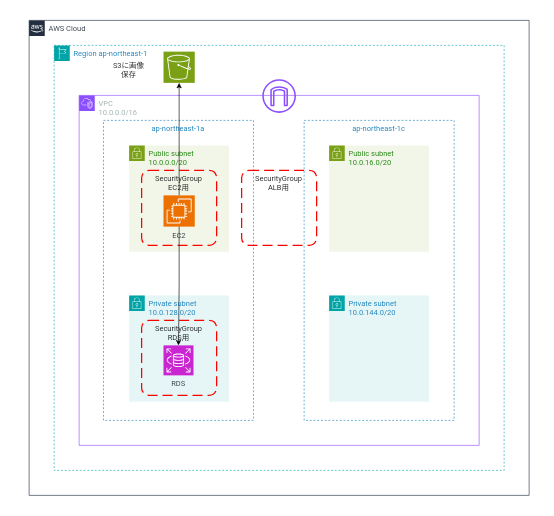 aws
AWS Cloud
Region ap-northeast-1
S3に画像
保存
VPC
10.0.0.0/16
ap-northeast-1a
ap-northeast-1c
Public subnet
10.0.0.0/20
Public subnet
10.0.16.0/20
SecurityGroup
EC2用
SecurityGroup
ALB用
EC2
Private subnet
10.0.128.0/20
Private subnet
10.0.144.0/20
SecurityGroup
RDS用
RDS